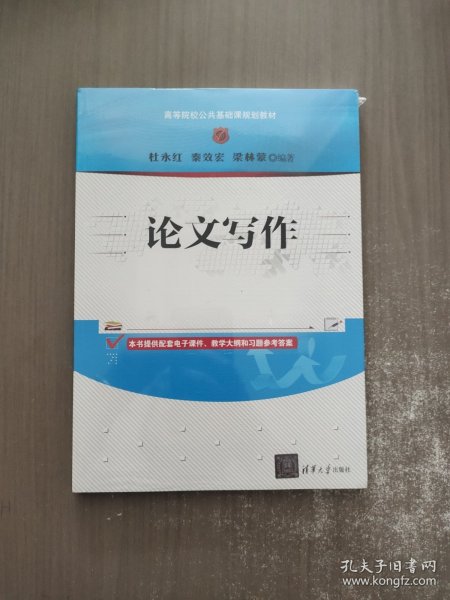 高等院校公共基础课规划教材
杜永红 秦效宏 梁林蒙 ◎编著
论文写作
本书提供配套电子课件、教学大纲和习题参考答案
清华大学出版社
孔夫子旧书网
www.kongfz.com